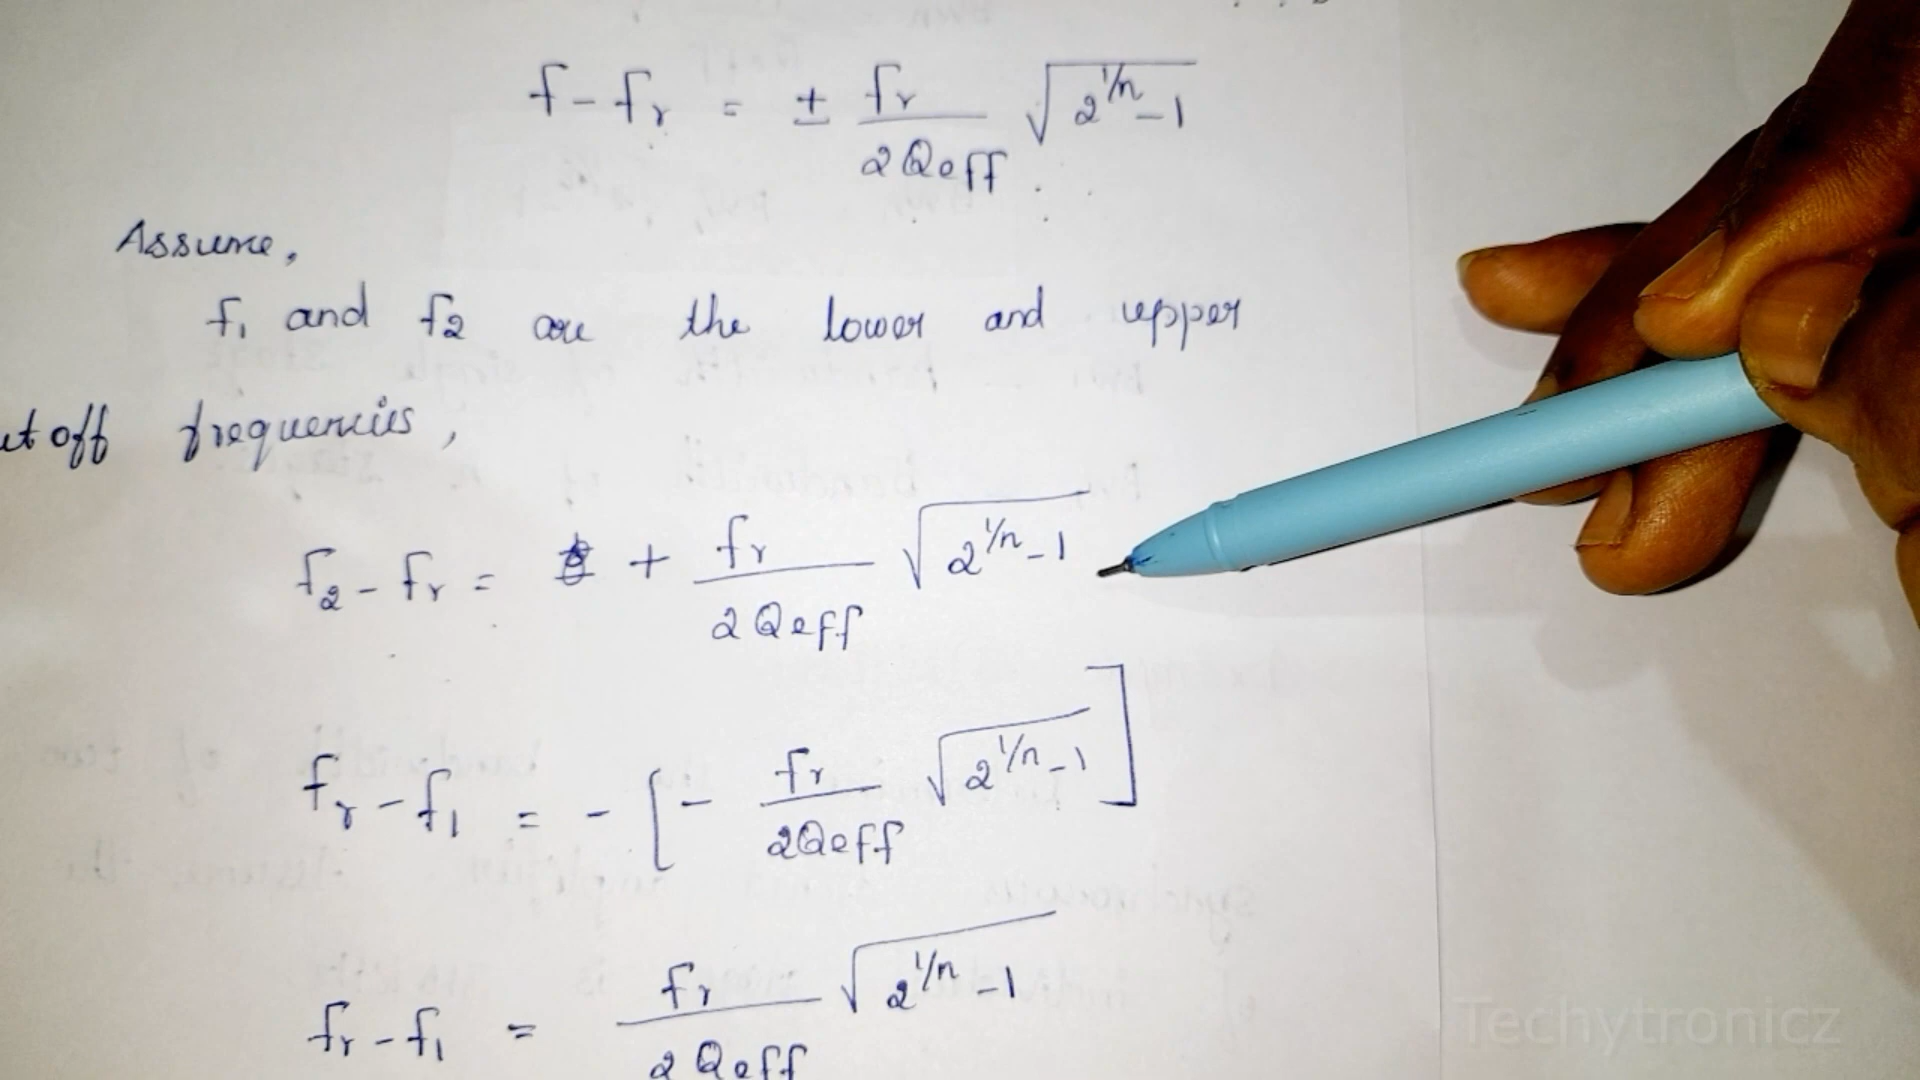 f - fr = ± fr / 2Qeff √(2^1/n - 1)
Assume,
f1 and f2 are the lower and upper
off frequencies,
f2 - fr = + fr / 2Qeff √(2^1/n - 1)
fr - f1 = - [ - fr / 2Qeff √(2^1/n - 1) ]
fr - f1 = fr / 2Qeff √(2^1/n - 1)
Techytronicz